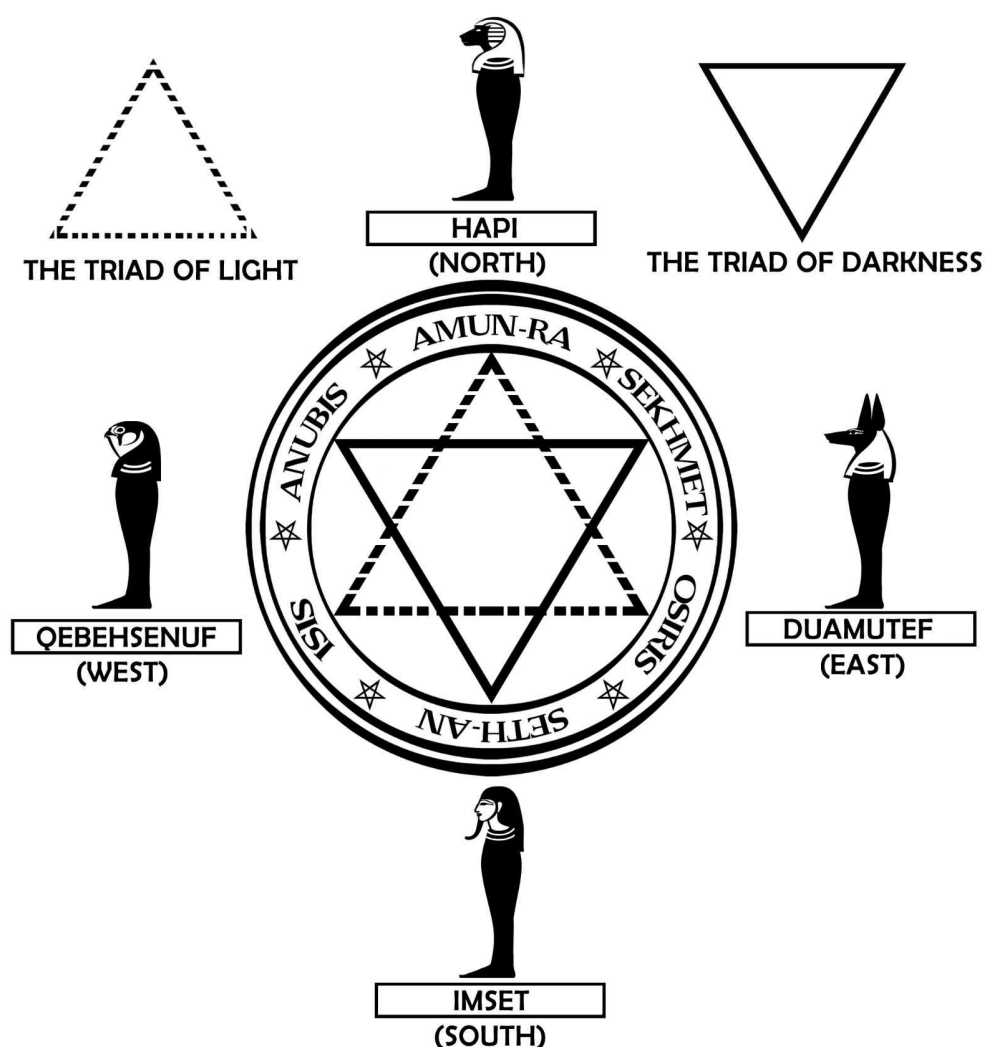 HAPI
(NORTH)
THE TRIAD OF LIGHT
THE TRIAD OF DARKNESS
AMUN-RA
SEKHMET
OSIRIS
SETH-AN
ISIS
ANUBIS
QEBEHSENUF
(WEST)
DUAMUTEF
(EAST)
IMSET
(SOUTH)